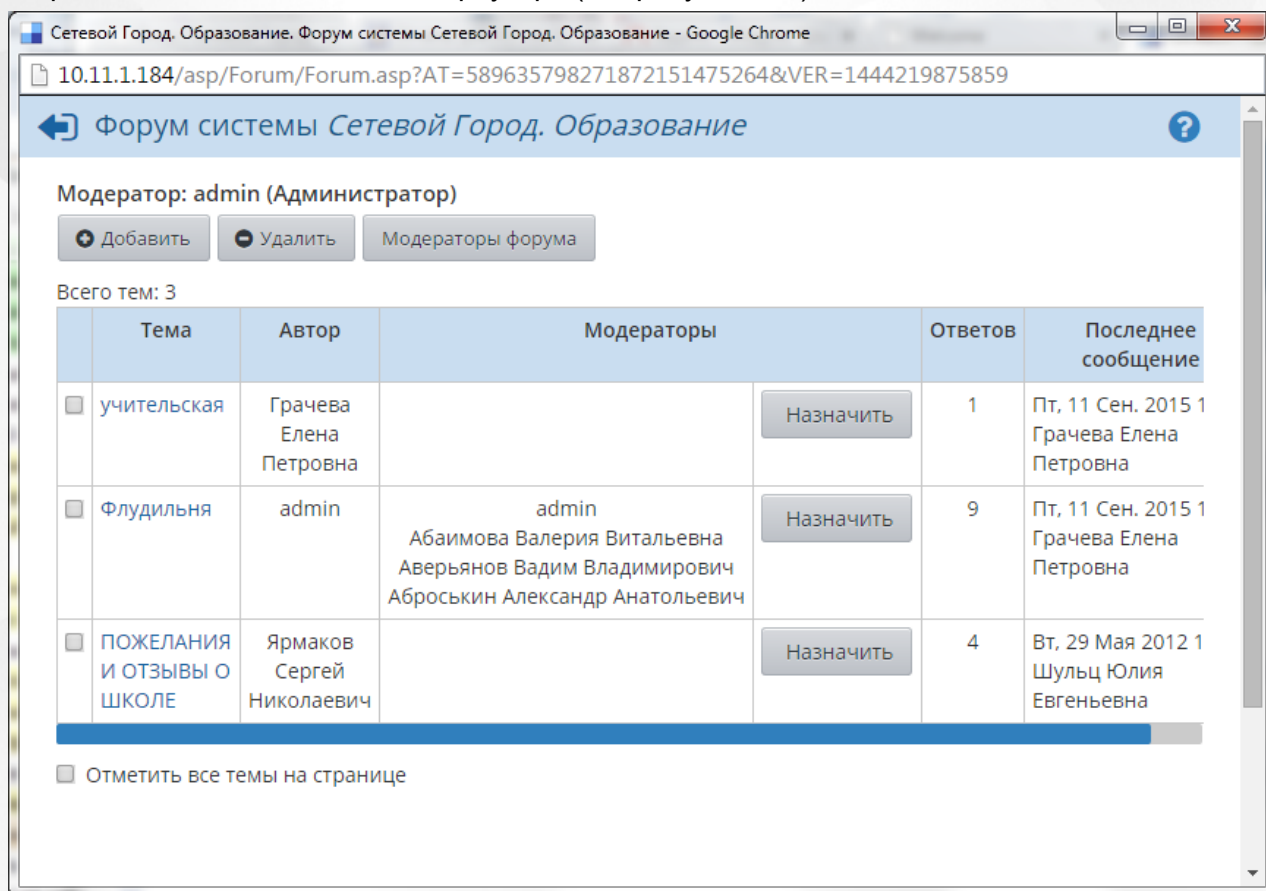 Сетевой Город. Образование. Форум системы Сетевой Город. Образование - Google Chrome
10.11.1.184/asp/Forum/Forum.asp?AT=589635798271872151475264&VER=1444219875859
Форум системы Сетевой Город. Образование
Модератор: admin (Администратор)
Добавить Удалить Модераторы форума
Всего тем: 3
Тема Автор Модераторы Ответов Последнее
сообщение
учительская Грачева Назначить 1 Пт, 11 Сен. 2015 1
Елена Грачева Елена
Петровна Петровна
Флудильня admin admin Назначить 9 Пт, 11 Сен. 2015 1
Абаимова Валерия Витальевна Грачева Елена
Аверьянов Вадим Владимирович Петровна
Аброськин Александр Анатольевич
ПОЖЕЛАНИЯ Ярмаков Назначить 4 Вт, 29 Мая 2012 1
И ОТЗЫВЫ О Сергей Шульц Юлия
ШКОЛЕ Николаевич Евгеньевна
Отметить все темы на странице